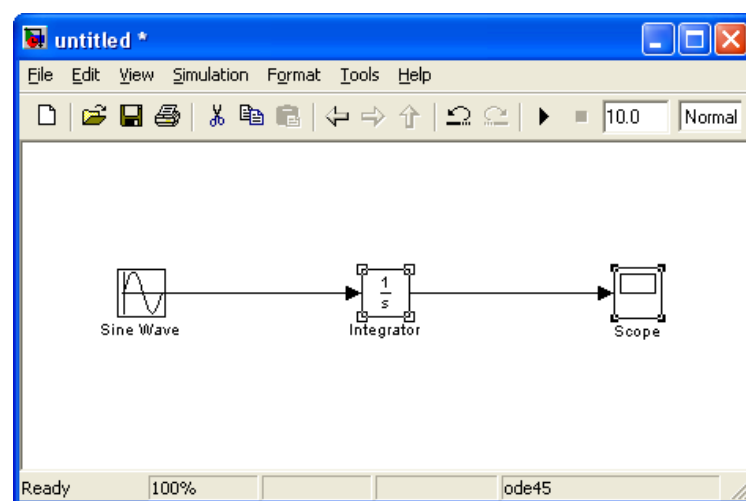 untitled *
File Edit View Simulation Format Tools Help
10.0 Normal
1
s
Sine Wave Integrator Scope
Ready 100% ode45